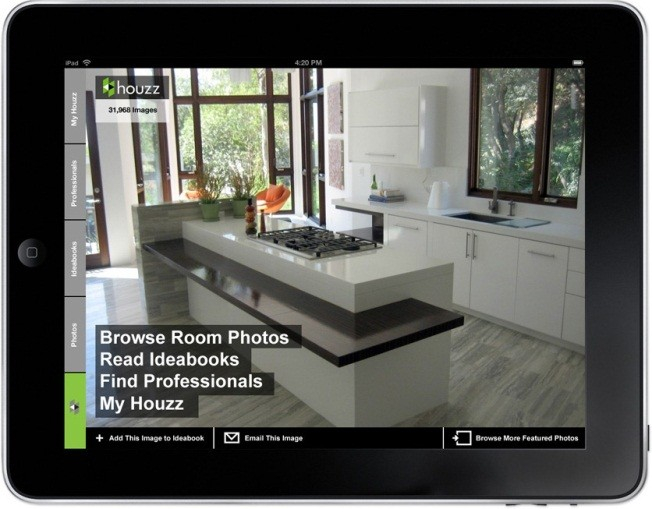 iPad
4:20 PM
houzz
31,968 Images
My Houzz
Professionals
Ideabooks
Photos
Browse Room Photos
Read Ideabooks
Find Professionals
My Houzz
+ Add This Image to Ideabook
Email This Image
Browse More Featured Photos